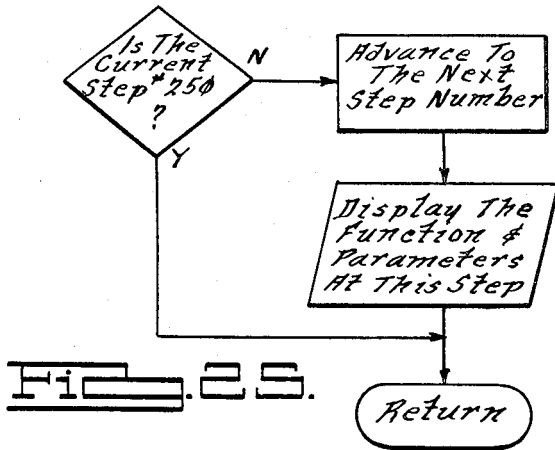 Is The
Current
Step #250
?
N
Y
Advance To
The Next
Step Number
Display The
Function &
Parameters
At This Step
Return
Fig. 25.